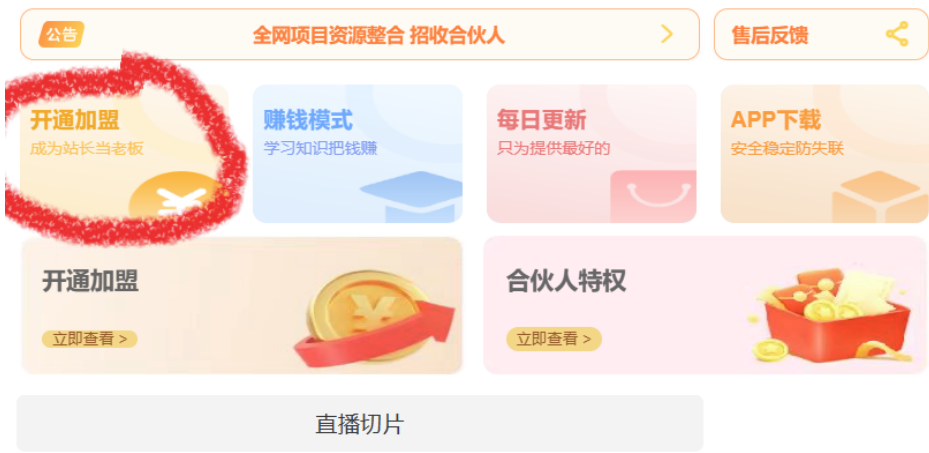 公告
全网项目资源整合 招收合伙人
售后反馈
开通加盟
成为站长当老板
赚钱模式
学习知识把钱赚
每日更新
只为提供最好的
APP下载
安全稳定防失联
开通加盟
立即查看 >
合伙人特权
立即查看 >
直播切片